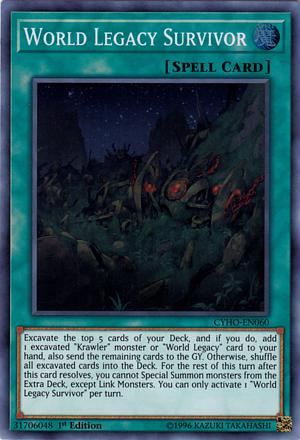 World Legacy Survivor
[Spell Card]
CYHO-EN060
Excavate the top 5 cards of your Deck, and if you do, add
1 excavated "Krawler" monster or "World Legacy" card to your
hand, also send the remaining cards to the GY. Otherwise, shuffle
all excavated cards into the Deck. For the rest of this turn after
this card resolves, you cannot Special Summon monsters from the
Extra Deck, except Link Monsters. You can only activate 1 "World
Legacy Survivor" per turn.
31706048 1st Edition ©1996 KAZUKI TAKAHASHI